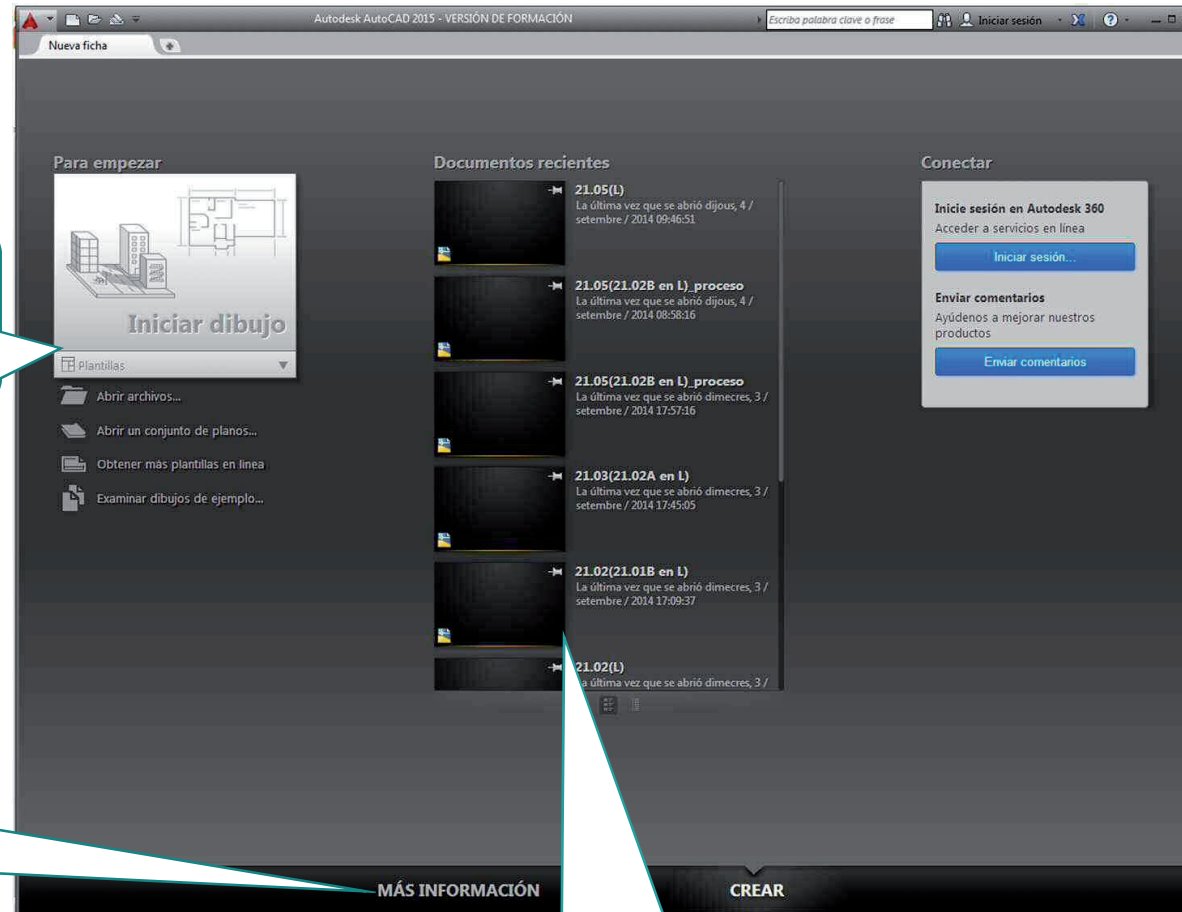 Autodesk AutoCAD 2015 - VERSIÓN DE FORMACIÓN
Escriba palabra clave o frase
Iniciar sesión
Nueva ficha
Para empezar
Iniciar dibujo
Plantillas
Abrir archivos...
Abrir un conjunto de planos...
Obtener más plantillas en línea
Examinar dibujos de ejemplo...
Documentos recientes
21.05(L)
La última vez que se abrió dijous, 4 /
setembre / 2014 09:46:51
21.05(21.02B en L)_proceso
La última vez que se abrió dijous, 4 /
setembre / 2014 08:58:16
21.05(21.02B en L)_proceso
La última vez que se abrió dimecres, 3 /
setembre / 2014 17:57:16
21.03(21.02A en L)
La última vez que se abrió dimecres, 3 /
setembre / 2014 17:45:05
21.02(21.01B en L)
La última vez que se abrió dimecres, 3 /
setembre / 2014 17:09:37
21.02(L)
La última vez que se abrió dimecres, 3 /
Conectar
Inicie sesión en Autodesk 360
Acceder a servicios en línea
Iniciar sesión...
Enviar comentarios
Ayúdenos a mejorar nuestros
productos
Enviar comentarios
MÁS INFORMACIÓN
CREAR